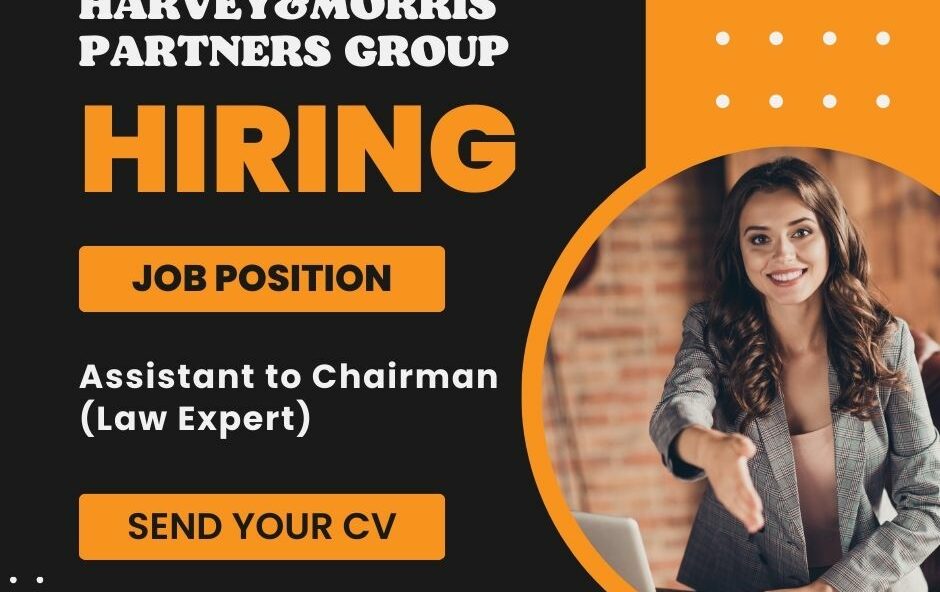 HARVEY&MORRIS
PARTNERS GROUP
HIRING
JOB POSITION
Assistant to Chairman
(Law Expert)
SEND YOUR CV